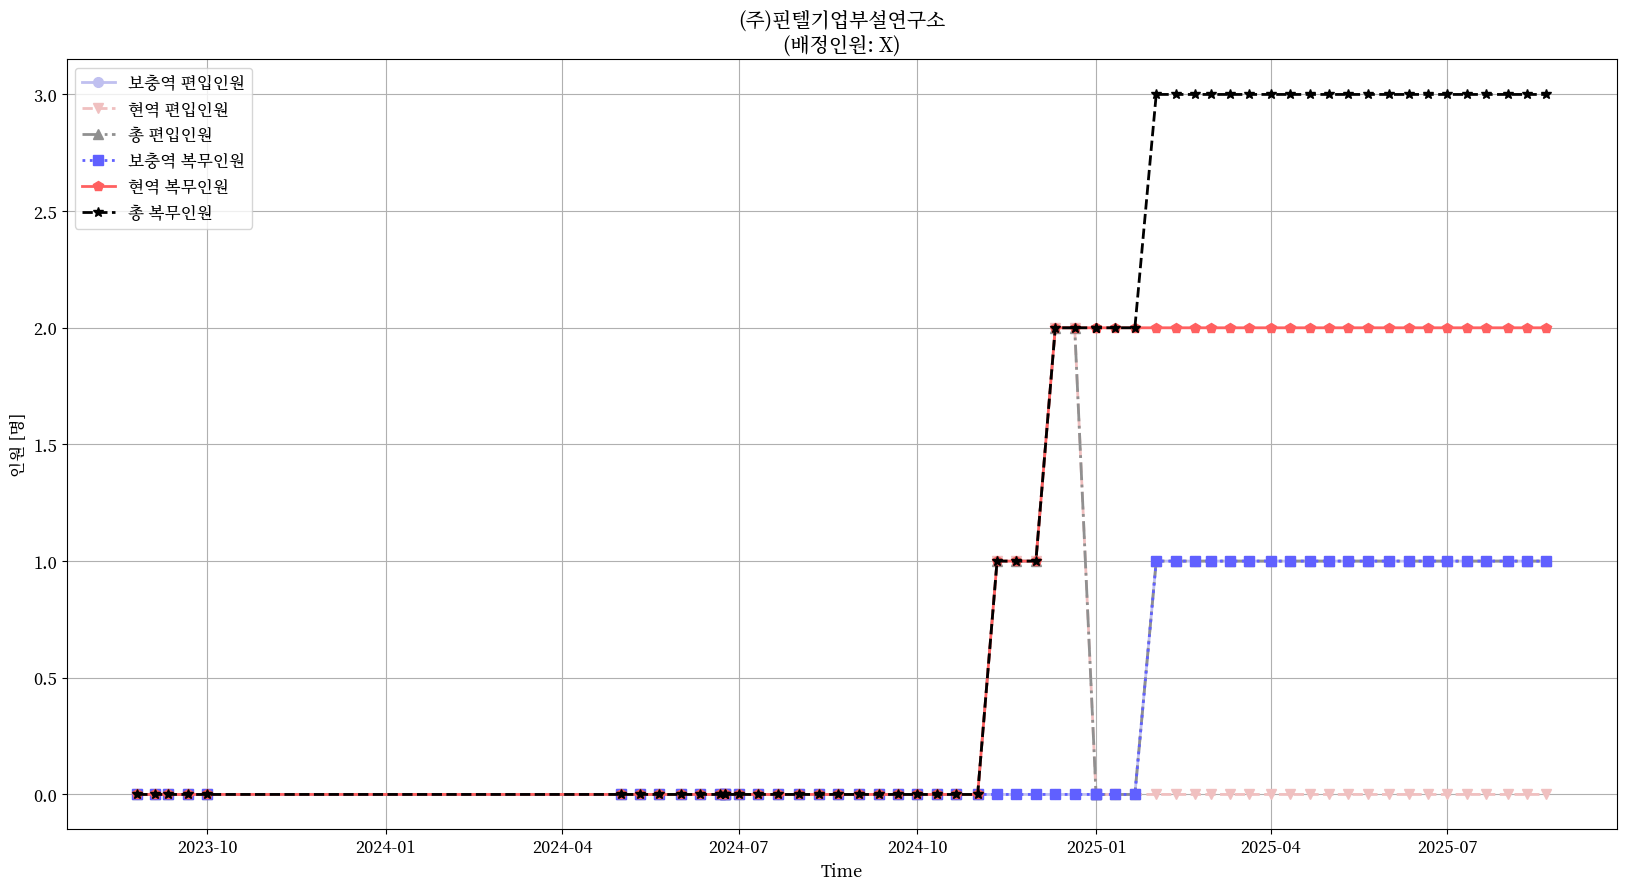 (주)핀텔기업부설연구소
(배정인원: X)
보충역 편입인원
현역 편입인원
총 편입인원
보충역 복무인원
현역 복무인원
총 복무인원
인원 [명]
3.0
2.5
2.0
1.5
1.0
0.5
0.0
2023-10
2024-01
2024-04
2024-07
2024-10
2025-01
2025-04
2025-07
Time